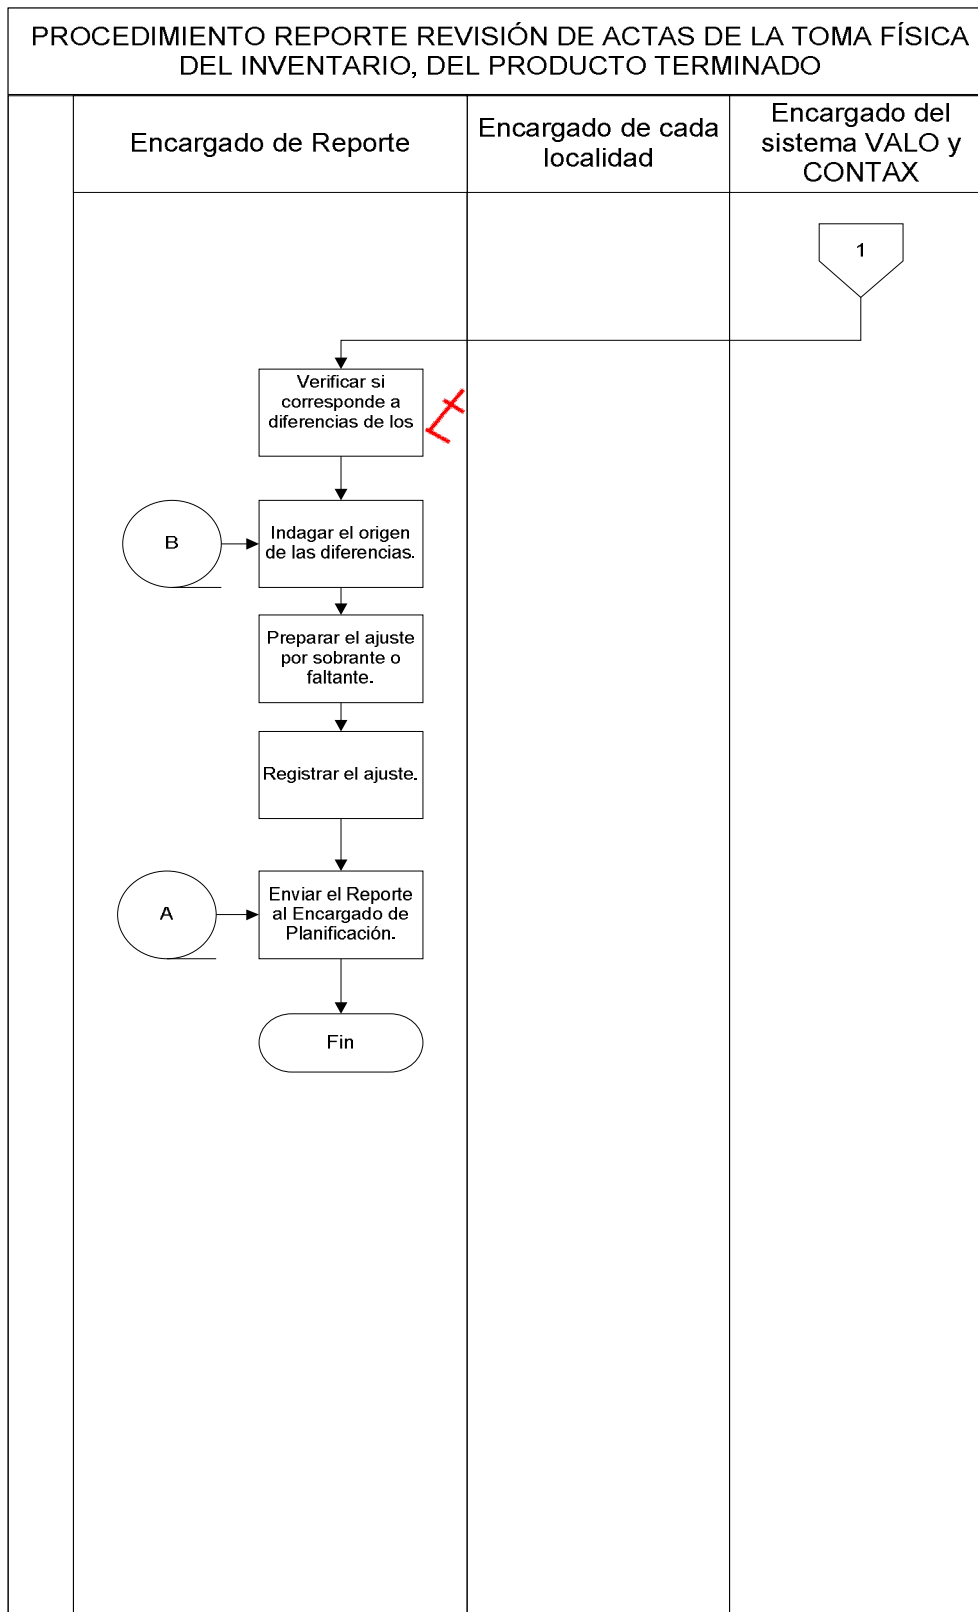 PROCEDIMIENTO REPORTE REVISIÓN DE ACTAS DE LA TOMA FÍSICA
DEL INVENTARIO, DEL PRODUCTO TERMINADO
Encargado de Reporte
Encargado de cada
localidad
Encargado del
sistema VALO y
CONTAX
1
Verificar si
corresponde a
diferencias de los
B
Indagar el origen
de las diferencias.
Preparar el ajuste
por sobrante o
faltante.
Registrar el ajuste.
A
Enviar el Reporte
al Encargado de
Planificación.
Fin